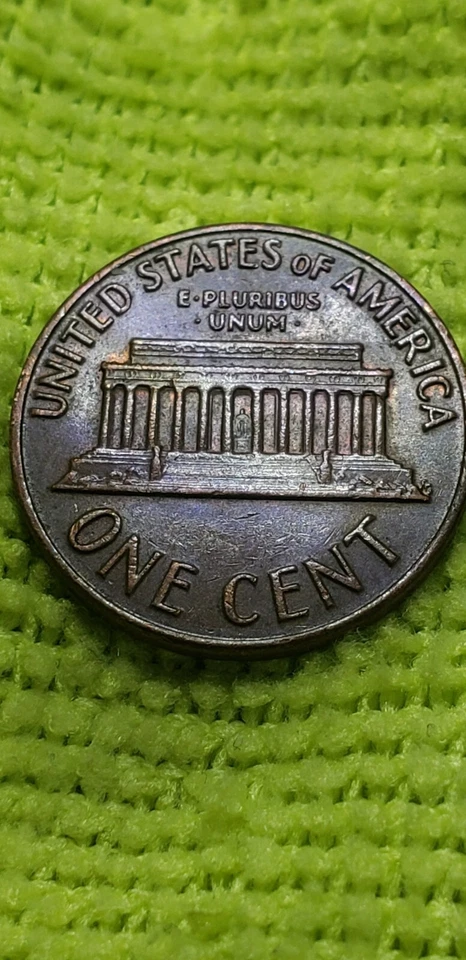 UNITED STATES OF AMERICA
E·PLURIBUS
·UNUM·
ONE CENT